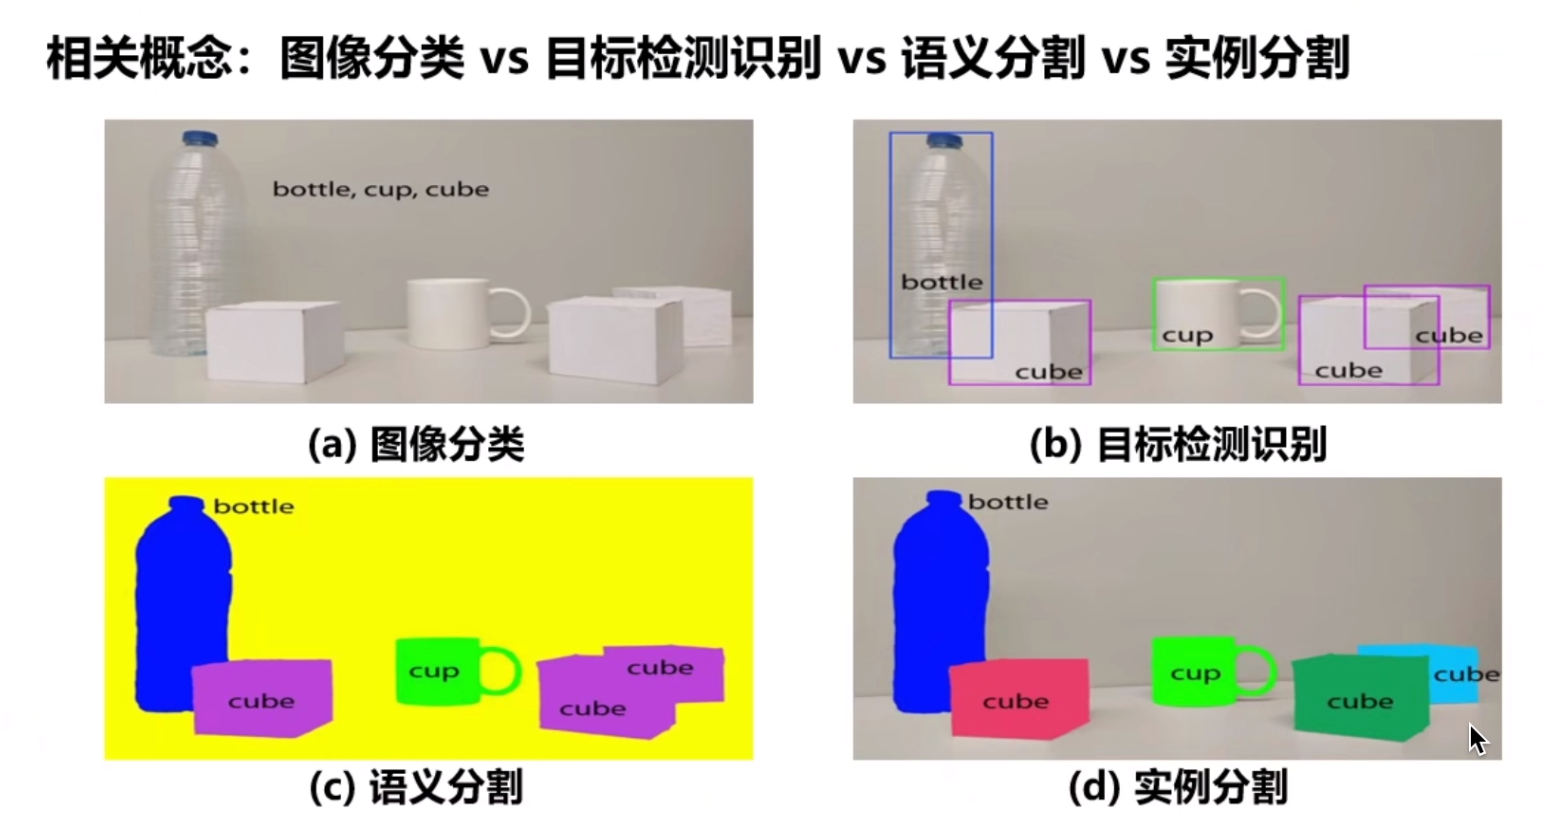 相关概念：图像分类 vs 目标检测识别 vs 语义分割 vs 实例分割
bottle, cup, cube
(a) 图像分类
bottle
cup
cube
cube
cube
(b) 目标检测识别
bottle
cup
cube
cube
cube
(c) 语义分割
bottle
cup
cube
cube
cube
(d) 实例分割